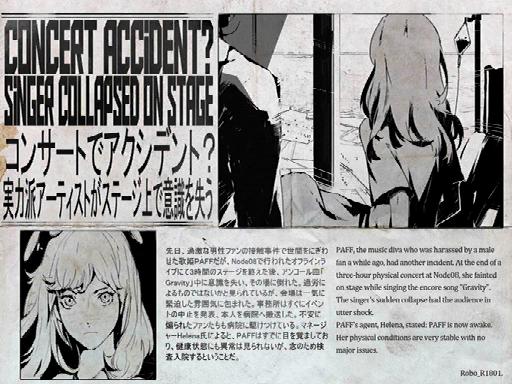 CONCERT ACCiDENT?
SiNGER COLLAPSED ON STAGE
コンサートでアクシデント？
実力派アーティストがステージ上で意識を失う
先日、過激な男性ファンの接触事件で世間をにぎわ
せた歌姫PAFFだが、Node08で行われたオフラインラ
イブにて3時間のステージを終えた後、アンコール曲「
Gravity」中に意識を失い、その場に倒れた。過労に
よるものではないかと見られているが、会場は一気に
緊迫した雰囲気に包まれた。事務所はすぐにイベン
トの中止を発表、本人を病院へ搬送した。不安に
煽られたファンたちも病院に駆けつけている。マネージ
ャーHelena氏によると、PAFFはすでに目を覚ましてお
り、健康状態にも異常は見られないが、念のため検
査入院するということだ。
PAFF, the music diva who was harassed by a male
fan a while ago, had another incident. At the end of a
three-hour physical concert at Node08, she fainted
on stage while singing the encore song "Gravity".
The singer's sudden collapse had the audience in
utter shock.
PAFF's agent, Helena, stated: PAFF is now awake.
Her physical conditions are very stable with no
major issues.
Robo_R1801